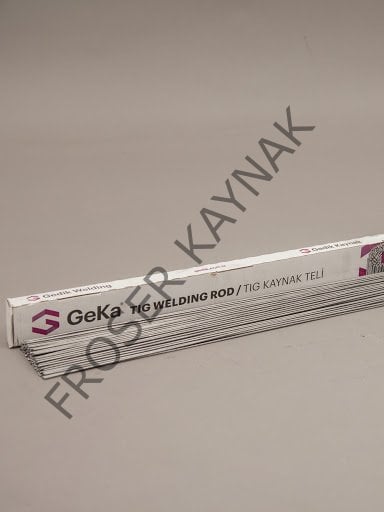 Gedik Welding
Gedik Kaynak
GeKa TIG WELDING ROD / TIG KAYNAK TELİ
FROSER KAYNAK